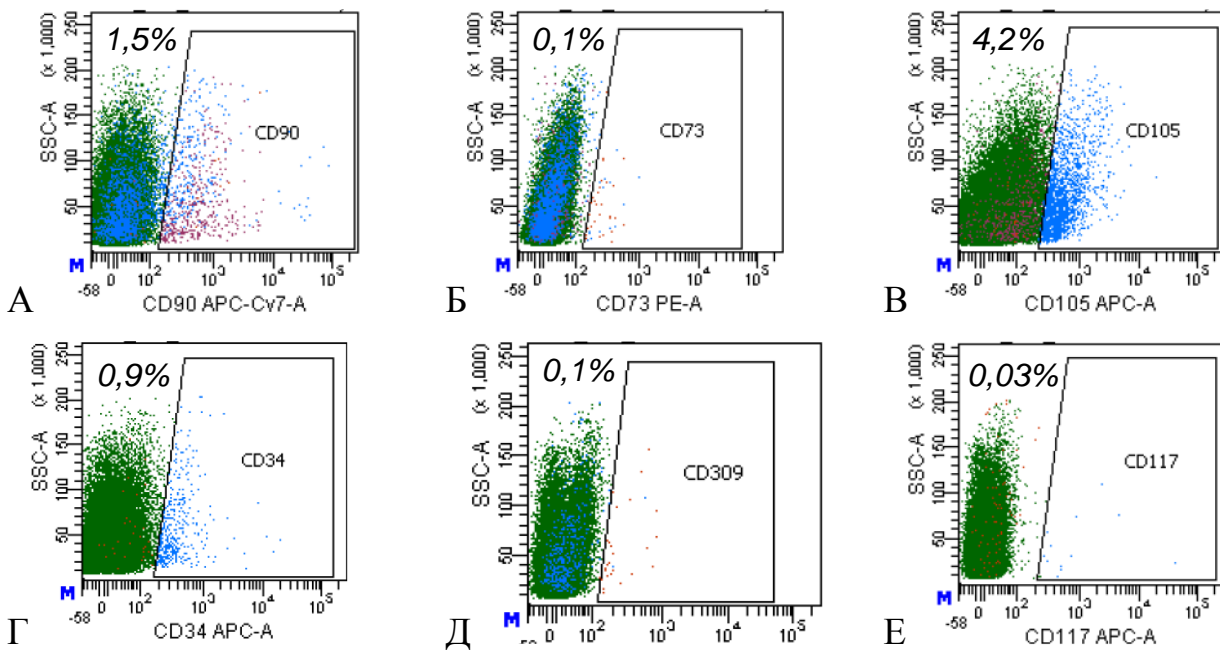 1,5%
SSC-A
(x 1,000)
50 100 150 200 250
CD90
M
-58
0 10² 10³ 10⁴ 10⁵
CD90 APC-Cy7-A
А
0,1%
SSC-A
(x 1,000)
50 100 150 200 250
CD73
M
-58
0 10² 10³ 10⁴ 10⁵
CD73 PE-A
Б
4,2%
SSC-A
(x 1,000)
50 100 150 200 250
CD105
M
-58
0 10² 10³ 10⁴ 10⁵
CD105 APC-A
В
0,9%
SSC-A
(x 1,000)
50 100 150 200 250
CD34
M
-58
0 10² 10³ 10⁴ 10⁵
CD34 APC-A
Г
0,1%
SSC-A
(x 1,000)
50 100 150 200 250
CD309
M
0 10² 10³ 10⁴ 10⁵
Д
0,03%
SSC-A
(x 1,000)
50 100 150 200 250
CD117
M
-58
0 10² 10³ 10⁴ 10⁵
CD117 APC-A
Е